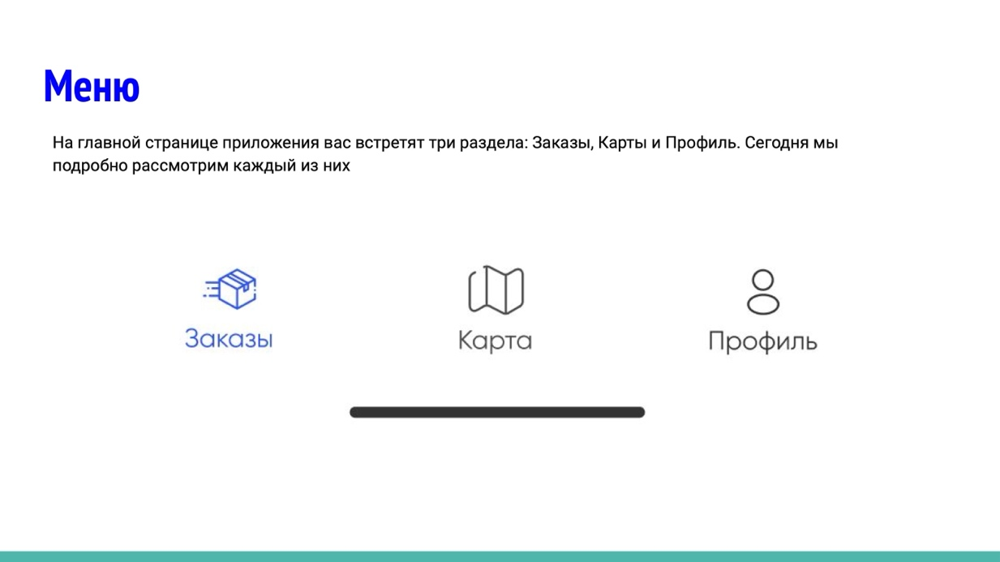 Меню
На главной странице приложения вас встретят три раздела: Заказы, Карты и Профиль. Сегодня мы
подробно рассмотрим каждый из них
Заказы
Карта
Профиль